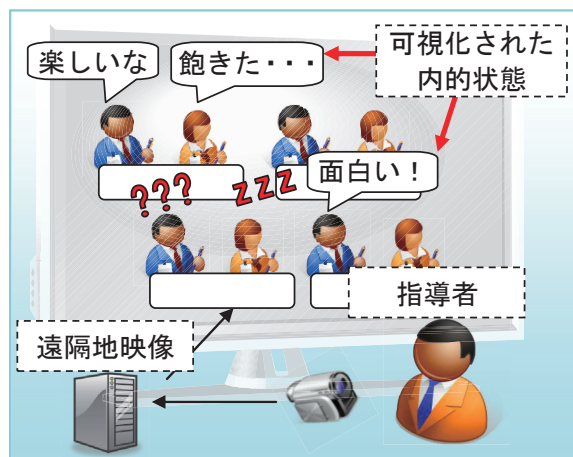 楽しいな
飽きた・・・
可視化された
内的状態
???
zzz
面白い！
指導者
遠隔地映像